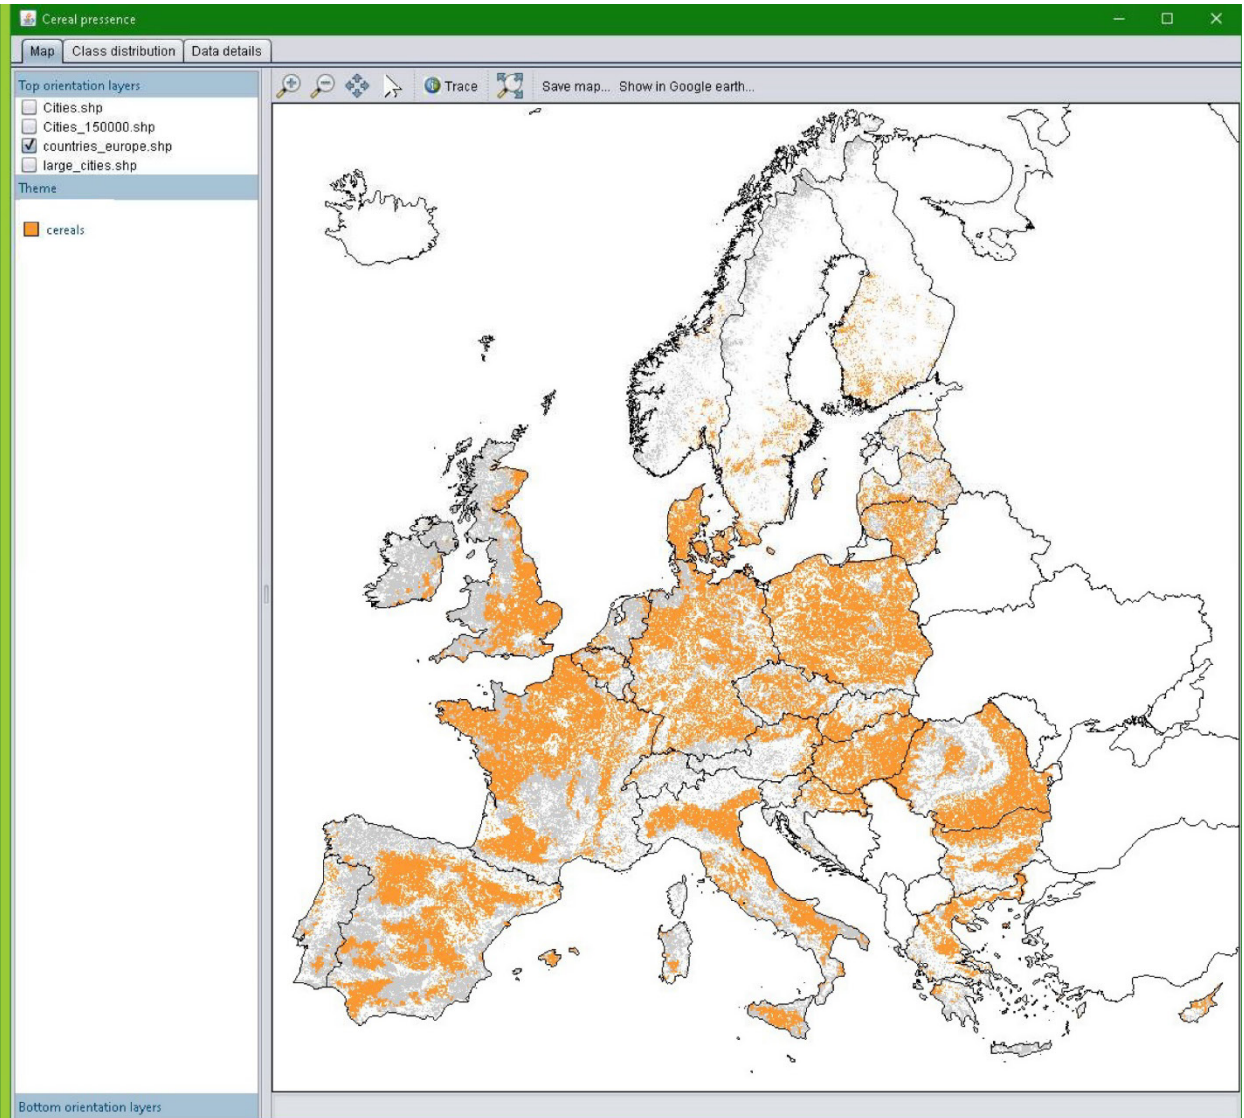 Cereal pressence
Map Class distribution Data details
Top orientation layers
Cities.shp
Cities_150000.shp
countries_europe.shp
large_cities.shp
Theme
cereals
Bottom orientation layers
Trace Save map... Show in Google earth...